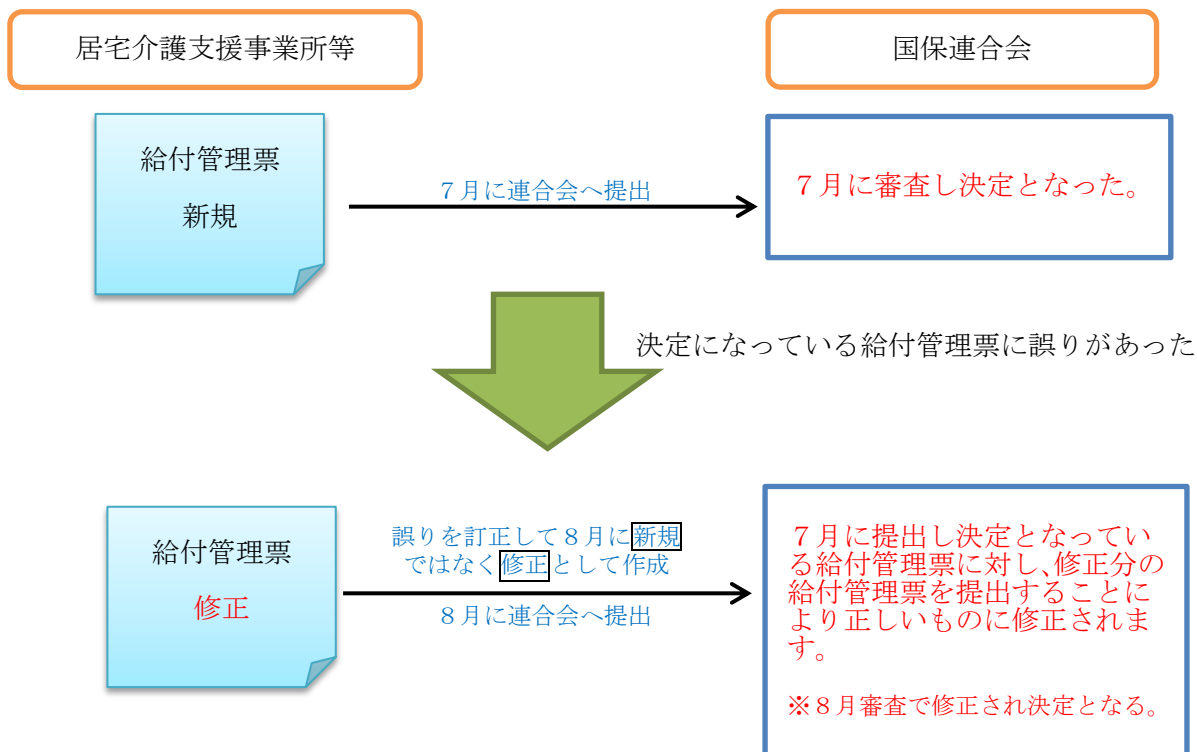 居宅介護支援事業所等
国保連合会
給付管理票
新規
７月に連合会へ提出
７月に審査し決定となった。
決定になっている給付管理票に誤りがあった
給付管理票
修正
誤りを訂正して８月に新規
ではなく修正として作成
８月に連合会へ提出
７月に提出し決定となってい
る給付管理票に対し、修正分の
給付管理票を提出することに
より正しいものに修正されま
す。
※８月審査で修正され決定となる。